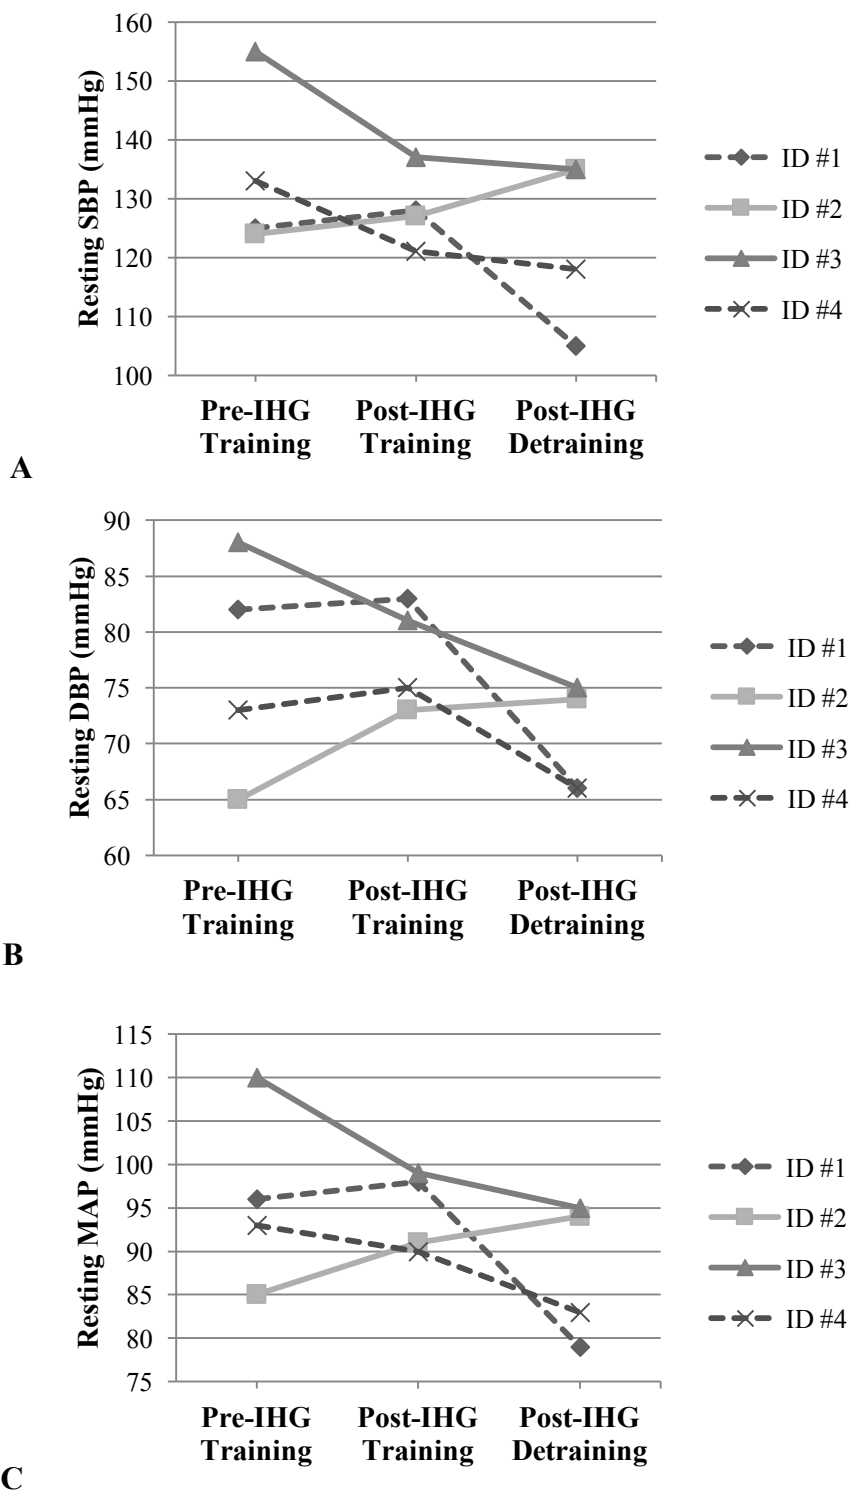 160
150
140
130
120
110
100
Resting SBP (mmHg)
Pre-IHG
Training
Post-IHG
Training
Post-IHG
Detraining
ID #1
ID #2
ID #3
ID #4
A
90
85
80
75
70
65
60
Resting DBP (mmHg)
Pre-IHG
Training
Post-IHG
Training
Post-IHG
Detraining
ID #1
ID #2
ID #3
ID #4
B
115
110
105
100
95
90
85
80
75
Resting MAP (mmHg)
Pre-IHG
Training
Post-IHG
Training
Post-IHG
Detraining
ID #1
ID #2
ID #3
ID #4
C